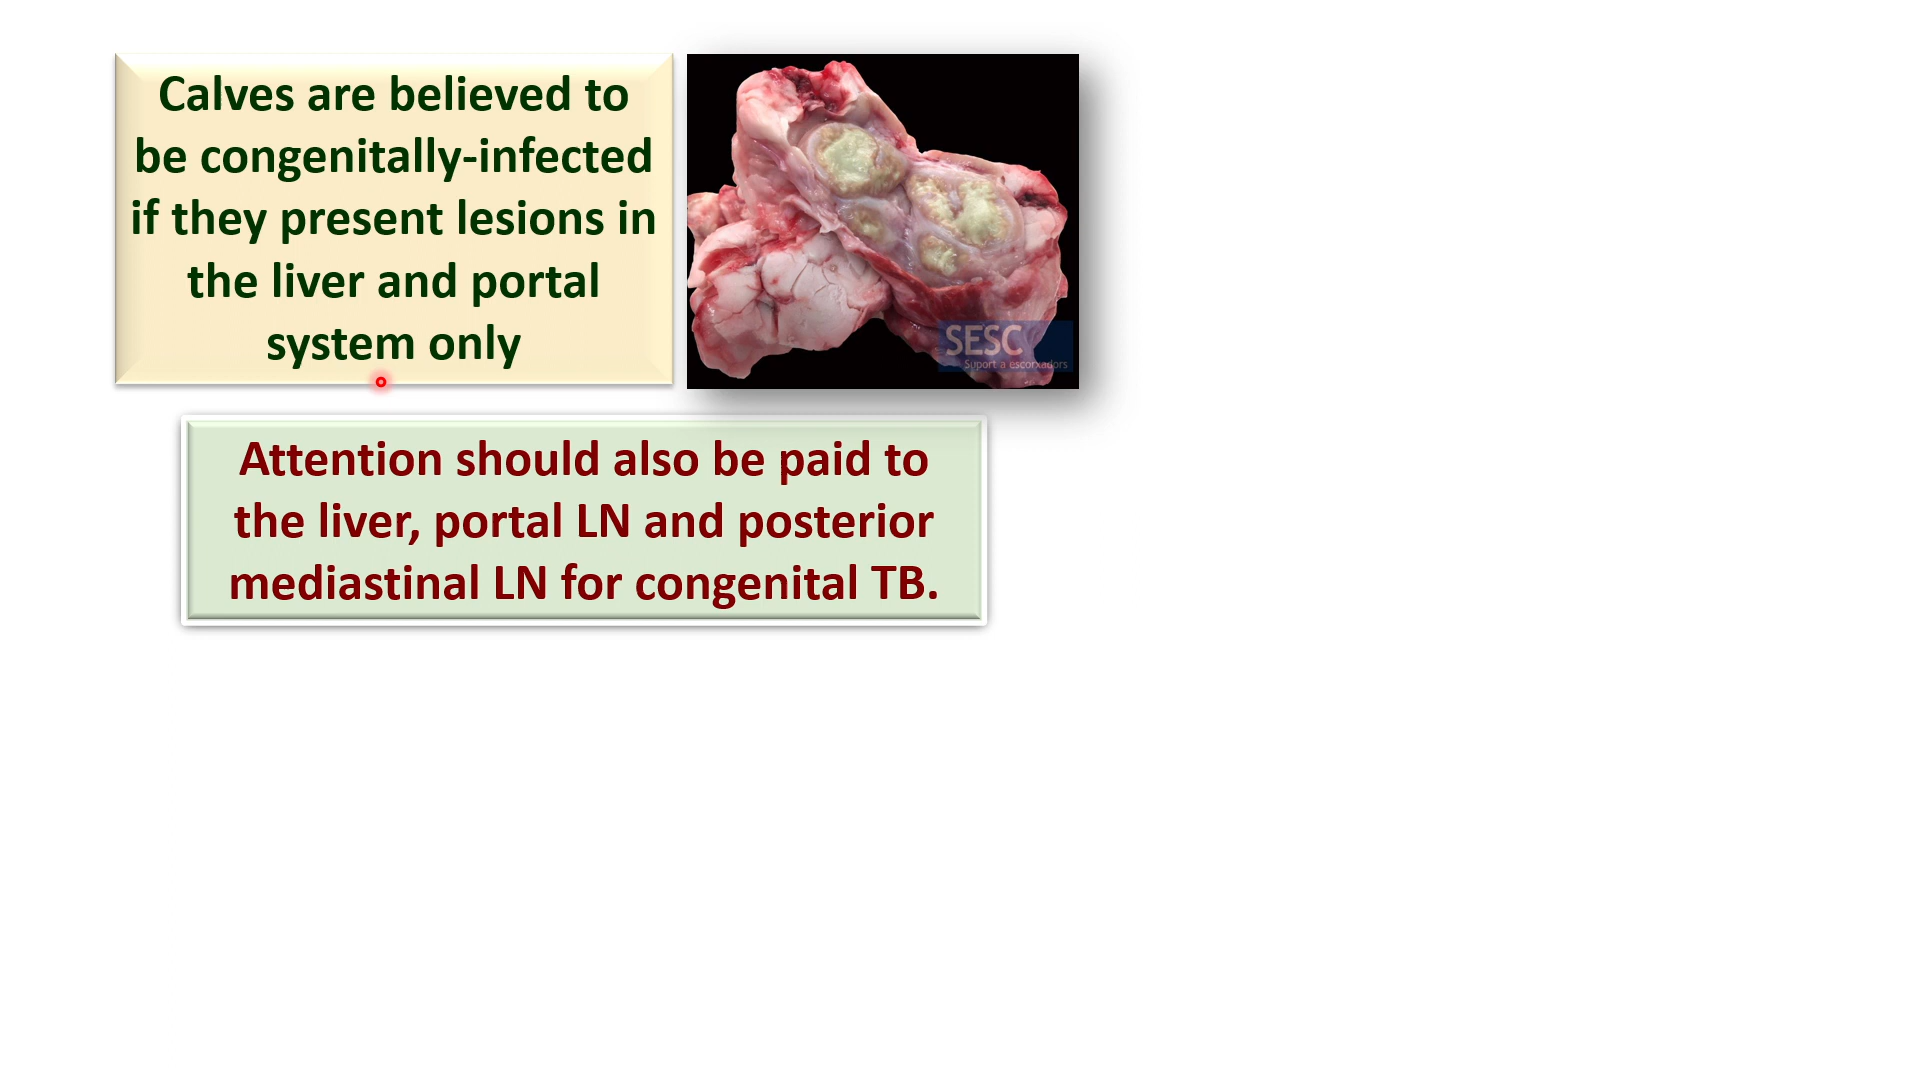 Calves are believed to
be congenitally-infected
if they present lesions in
the liver and portal
system only
SESC
Suport a escorxadors
Attention should also be paid to
the liver, portal LN and posterior
mediastinal LN for congenital TB.